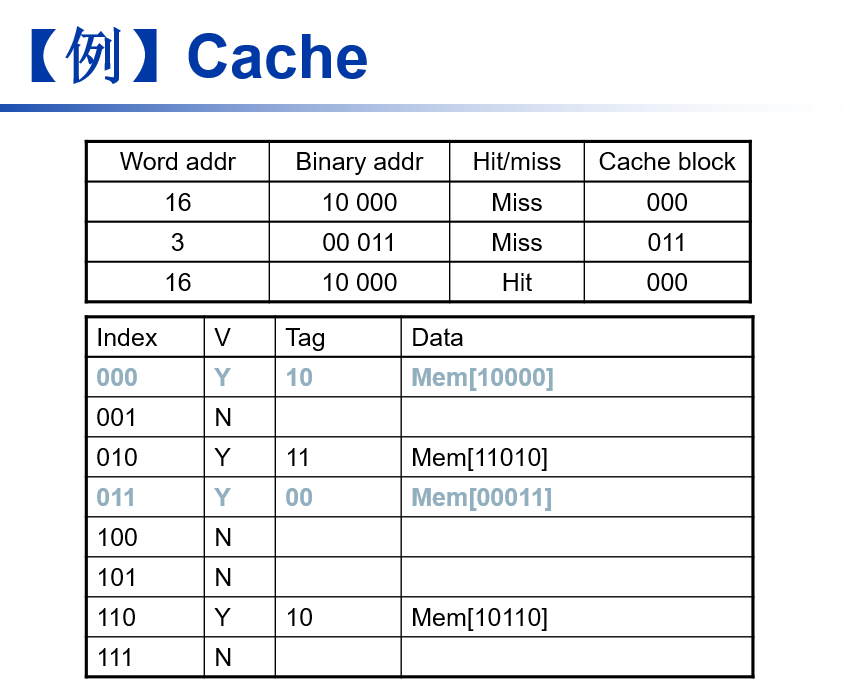 【例】Cache
Word addr Binary addr Hit/miss Cache block
16 10 000 Miss 000
3 00 011 Miss 011
16 10 000 Hit 000
Index V Tag Data
000 Y 10 Mem[10000]
001 N
010 Y 11 Mem[11010]
011 Y 00 Mem[00011]
100 N
101 N
110 Y 10 Mem[10110]
111 N